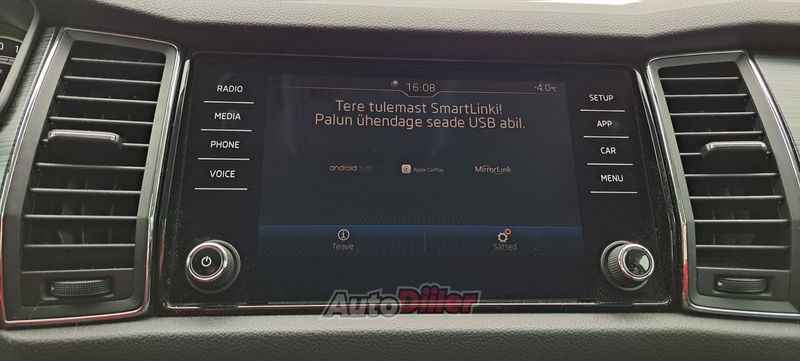 RADIO
MEDIA
PHONE
VOICE
16:08
-4.0°C
Tere tulemast SmartLinki!
Palun ühendage seade USB abil.
androidauto
Apple CarPlay
MirrorLink
Teave
Sätted
SETUP
APP
CAR
MENU
AutoDiller